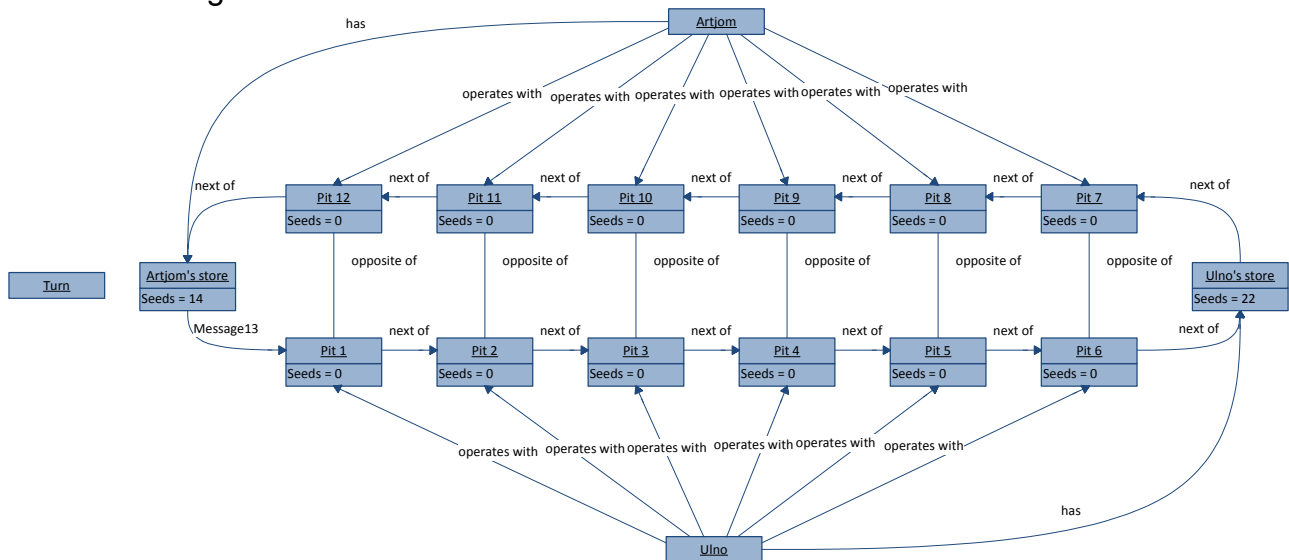 Artjom
has
operates with operates with operates with operates with operates with operates with
next of next of next of next of next of next of next of
Pit 12 Pit 11 Pit 10 Pit 9 Pit 8 Pit 7
Seeds = 0 Seeds = 0 Seeds = 0 Seeds = 0 Seeds = 0 Seeds = 0
opposite of opposite of opposite of opposite of opposite of opposite of
Turn Artjom's store Ulno's store
Seeds = 14 Seeds = 22
Message13 next of next of next of next of next of next of
Pit 1 Pit 2 Pit 3 Pit 4 Pit 5 Pit 6
Seeds = 0 Seeds = 0 Seeds = 0 Seeds = 0 Seeds = 0 Seeds = 0
operates with operates with operates with operates with operates with operates with
has
Ulno